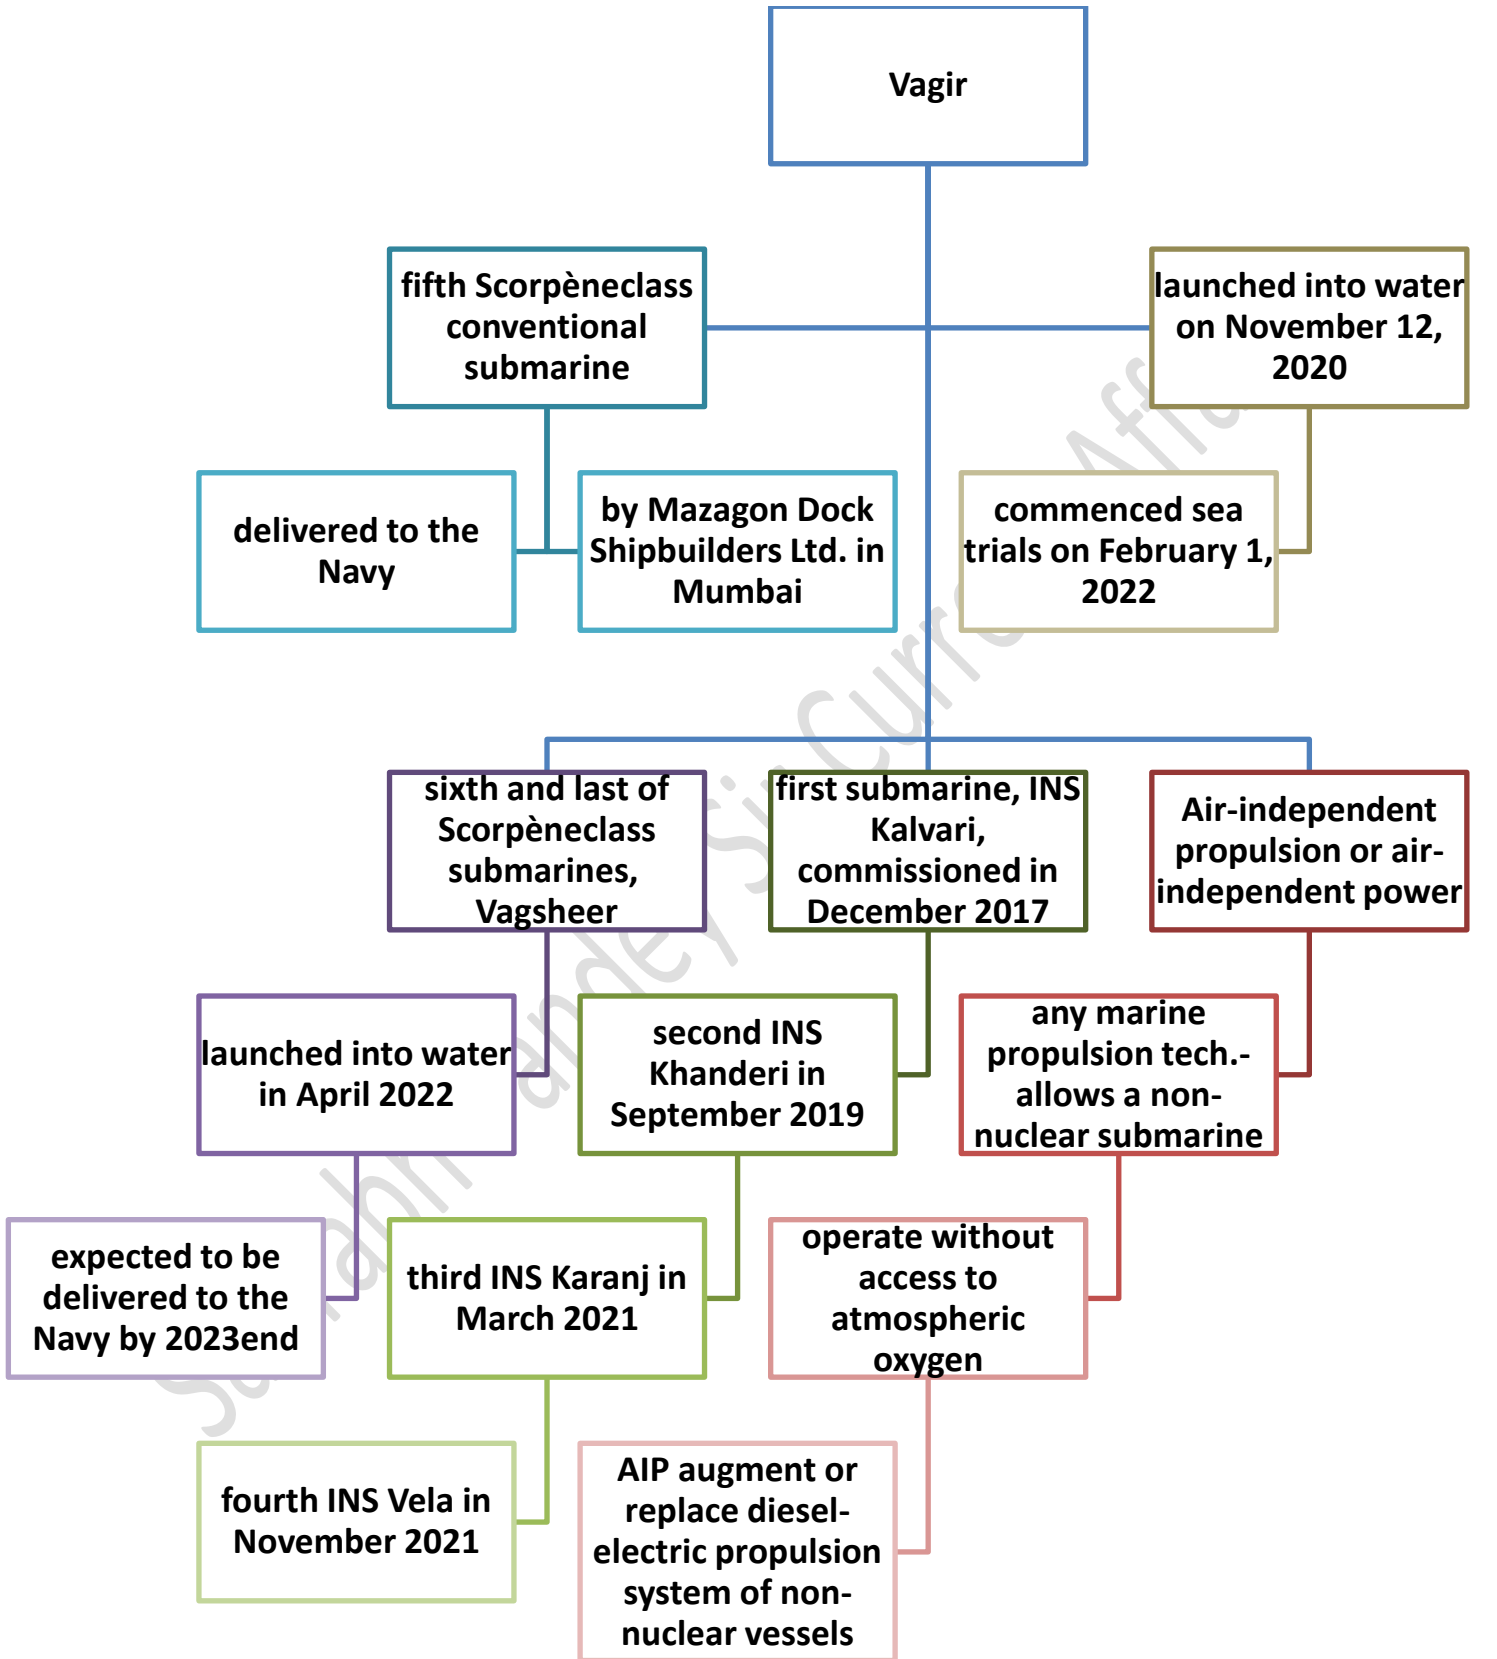 Vagir
fifth Scorpèneclass
conventional
submarine
launched into water
on November 12,
2020
delivered to the
Navy
by Mazagon Dock
Shipbuilders Ltd. in
Mumbai
commenced sea
trials on February 1,
2022
sixth and last of
Scorpèneclass
submarines,
Vagsheer
first submarine, INS
Kalvari,
commissioned in
December 2017
Air-independent
propulsion or air-
independent power
launched into water
in April 2022
second INS
Khanderi in
September 2019
any marine
propulsion tech.-
allows a non-
nuclear submarine
expected to be
delivered to the
Navy by 2023end
third INS Karanj in
March 2021
operate without
access to
atmospheric
oxygen
fourth INS Vela in
November 2021
AIP augment or
replace diesel-
electric propulsion
system of non-
nuclear vessels